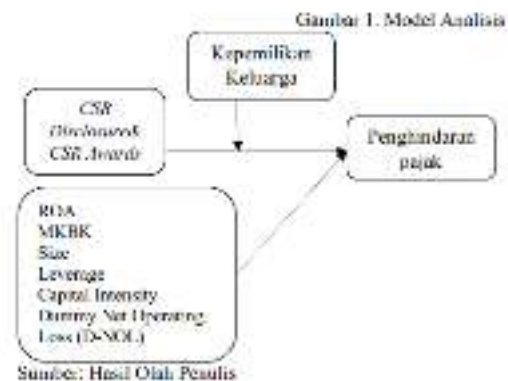 Gambar 1. Model Analisis
Kepemilikan
Keluarga
CSR
Disclosure&
CSR Awards
Penghindaran
pajak
ROA
MKBK
Size
Leverage
Capital Intensity
Dummy Net Operating
Loss (D-NOL)
Sumber: Hasil Olah Penulis